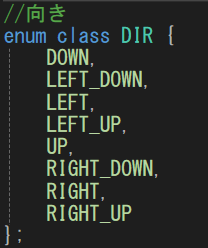 //向き
enum class DIR {
    DOWN,
    LEFT_DOWN,
    LEFT,
    LEFT_UP,
    UP,
    RIGHT_DOWN,
    RIGHT,
    RIGHT_UP
};